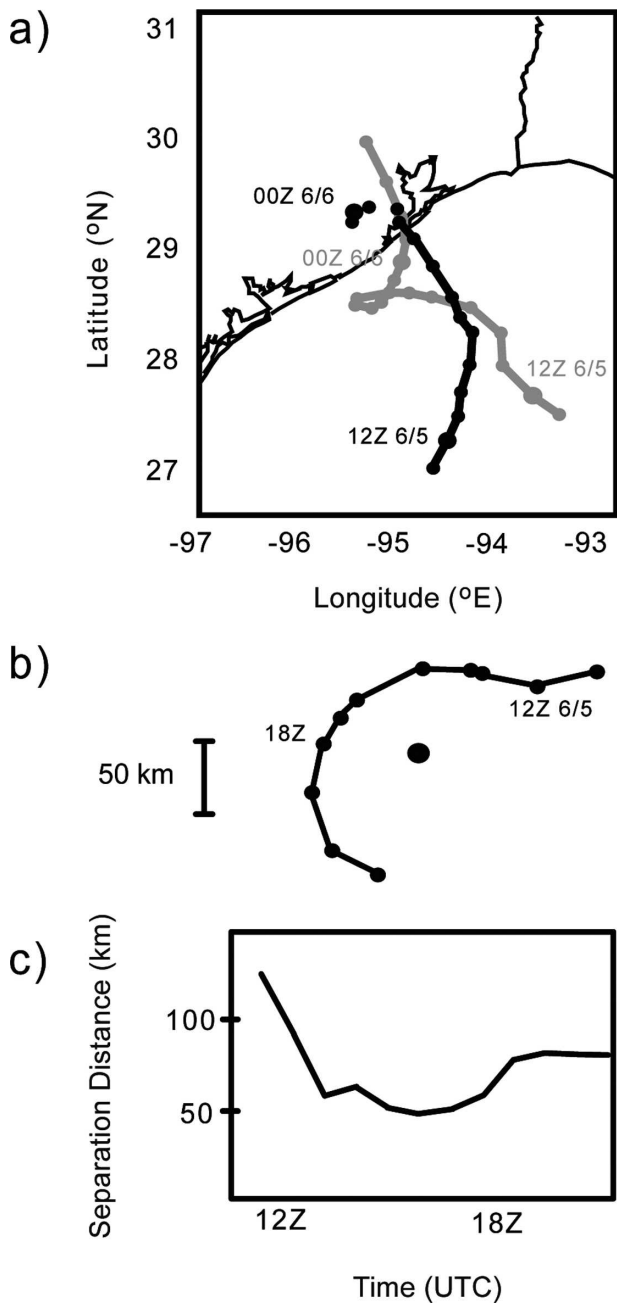 a)
31
30
29
28
27
Latitude (ºN)
00Z 6/6
00Z 6/6
12Z 6/5
12Z 6/5
-97 -96 -95 -94 -93
Longitude (ºE)
b)
12Z 6/5
18Z
50 km
c)
Separation Distance (km)
100
50
12Z 18Z
Time (UTC)